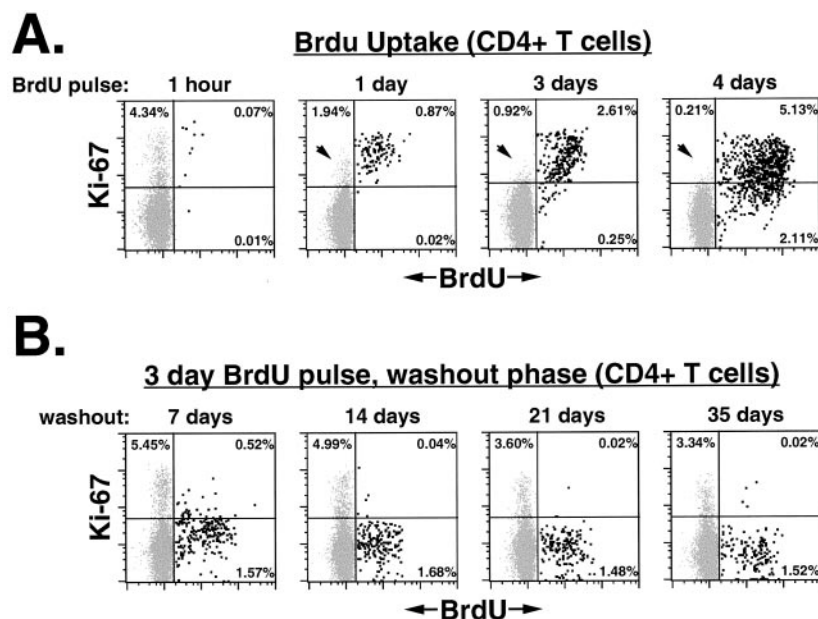 A.
Brdu Uptake (CD4+ T cells)
BrdU pulse: 1 hour 1 day 3 days 4 days
4.34% 0.07% 1.94% 0.87% 0.92% 2.61% 0.21% 5.13%
Ki-67
0.01% 0.02% 0.25% 2.11%
BrdU
B.
3 day BrdU pulse, washout phase (CD4+ T cells)
washout: 7 days 14 days 21 days 35 days
5.45% 0.52% 4.99% 0.04% 3.60% 0.02% 3.34% 0.02%
Ki-67
1.57% 1.68% 1.48% 1.52%
BrdU